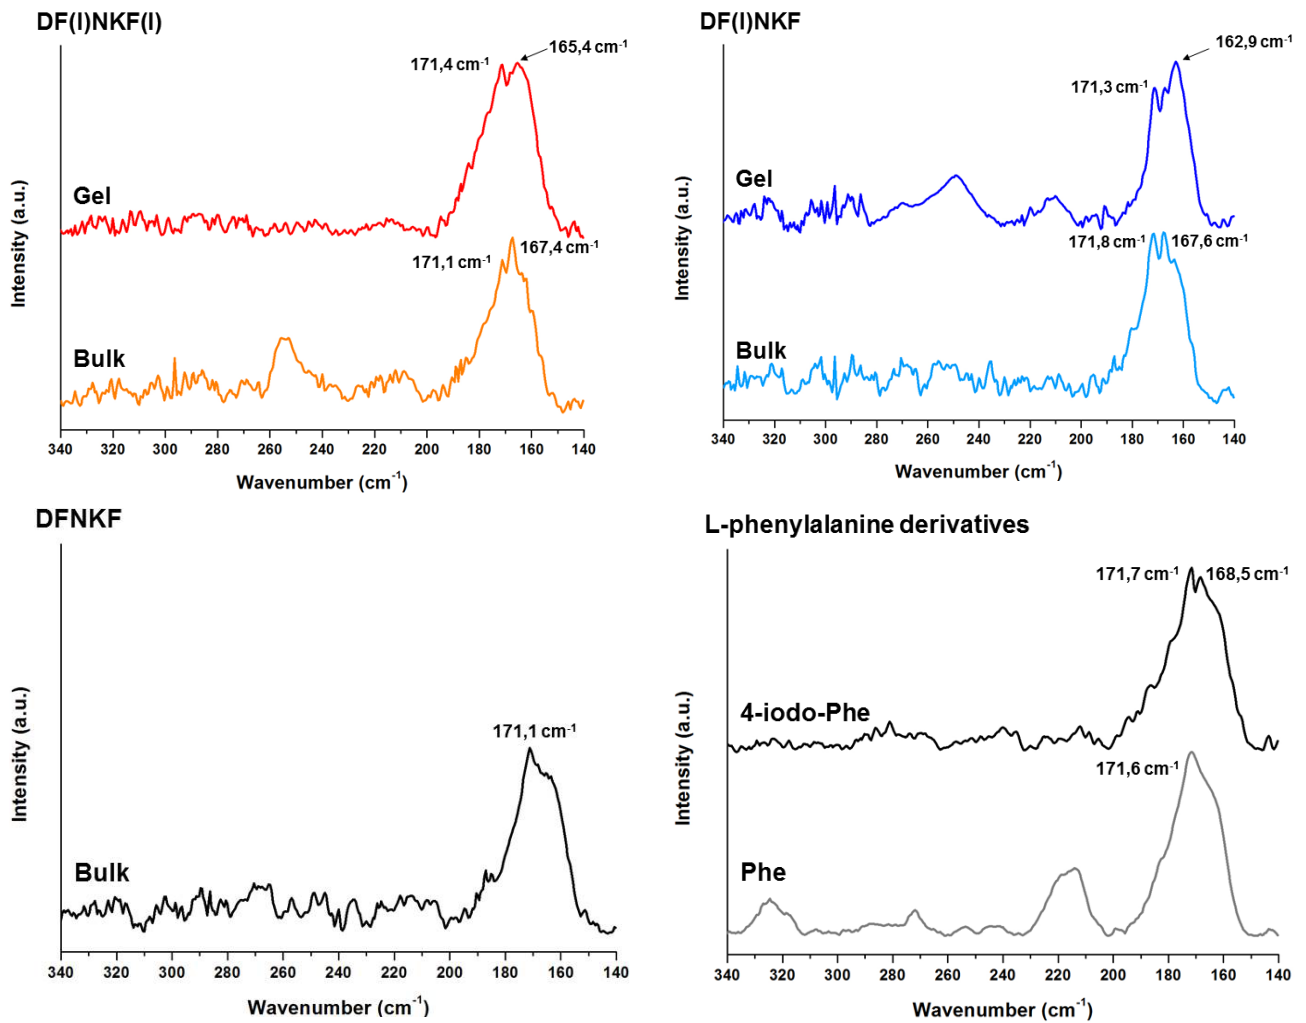 DF(I)NKF(I)
171,4 cm-1
165,4 cm-1
Gel
171,1 cm-1
167,4 cm-1
Bulk
Intensity (a.u.)
340 320 300 280 260 240 220 200 180 160 140
Wavenumber (cm-1)
DF(I)NKF
162,9 cm-1
171,3 cm-1
Gel
171,8 cm-1
167,6 cm-1
Bulk
Intensity (a.u.)
340 320 300 280 260 240 220 200 180 160 140
Wavenumber (cm-1)
DFNKF
171,1 cm-1
Bulk
Intensity (a.u.)
340 320 300 280 260 240 220 200 180 160 140
Wavenumber (cm-1)
L-phenylalanine derivatives
171,7 cm-1
168,5 cm-1
4-iodo-Phe
171,6 cm-1
Phe
Intensity (a.u.)
340 320 300 280 260 240 220 200 180 160 140
Wavenumber (cm-1)